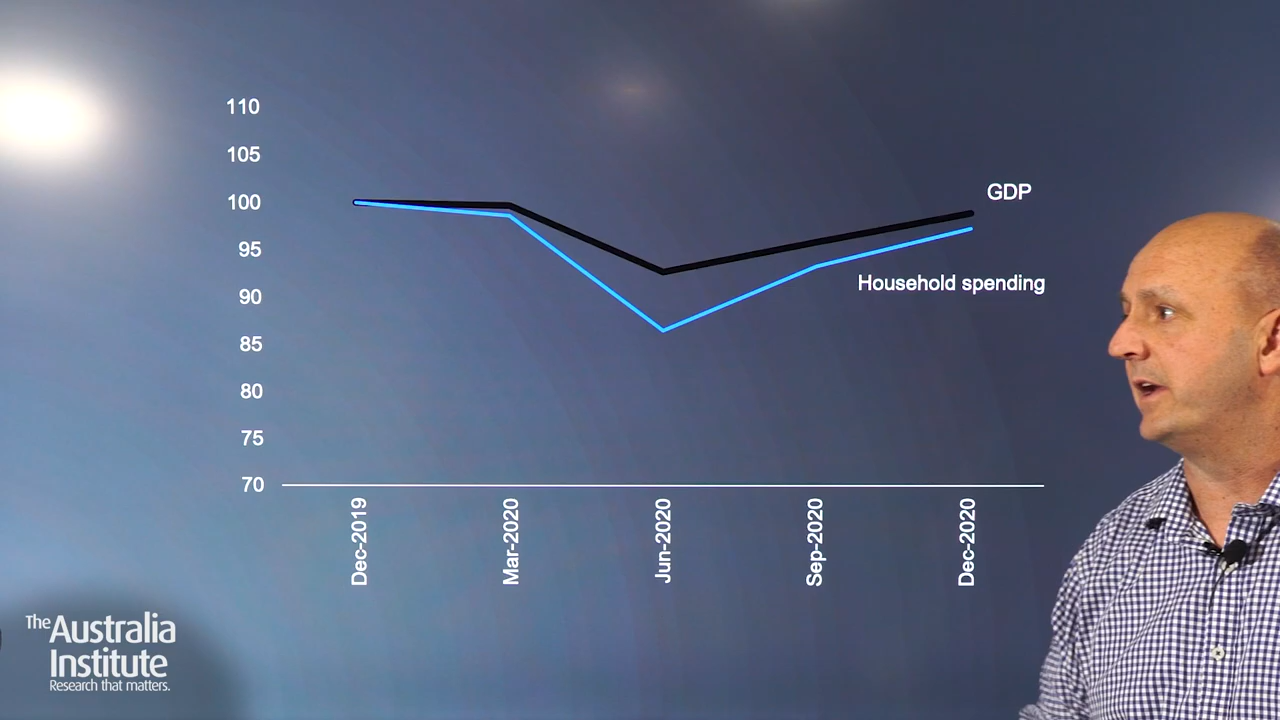 110
105
100
95
90
85
80
75
70
GDP
Household spending
Dec-2019
Mar-2020
Jun-2020
Sep-2020
Dec-2020
The Australia
Institute
Research that matters.